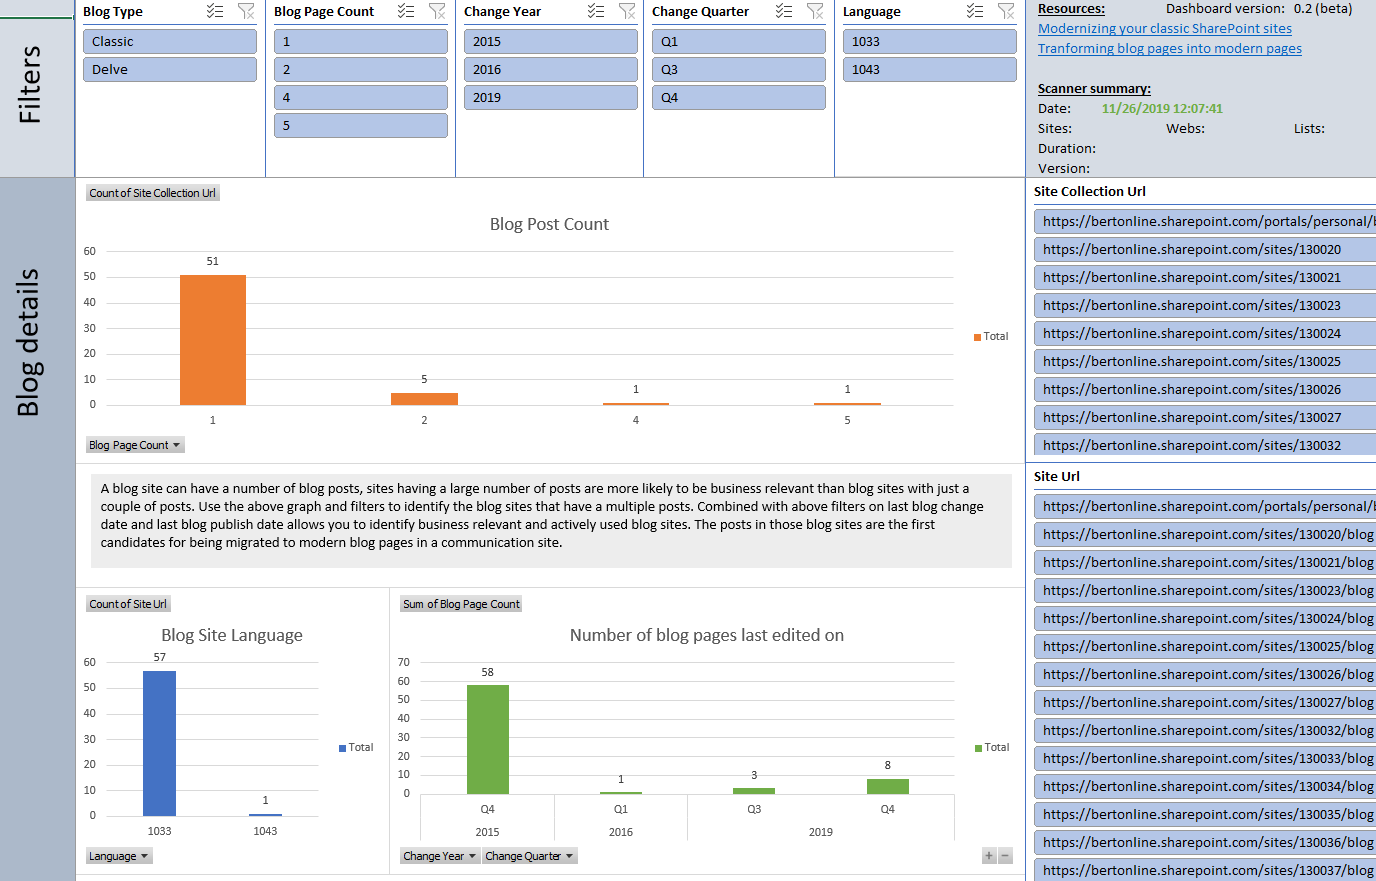 Filters
Blog Type
Classic
Delve
Blog Page Count
1
2
4
5
Change Year
2015
2016
2019
Change Quarter
Q1
Q3
Q4
Language
1033
1043
Resources: Dashboard version: 0.2 (beta)
Modernizing your classic SharePoint sites
Tranforming blog pages into modern pages
Scanner summary:
Date: 11/26/2019 12:07:41
Sites: Webs: Lists:
Duration:
Version:
Blog details
Count of Site Collection Url
Blog Post Count
60
50
40
30
20
10
0
51
5
1
1
1
2
4
5
Total
Blog Page Count
A blog site can have a number of blog posts, sites having a large number of posts are more likely to be business relevant than blog sites with just a
couple of posts. Use the above graph and filters to identify the blog sites that have a multiple posts. Combined with above filters on last blog change
date and last blog publish date allows you to identify business relevant and actively used blog sites. The posts in those blog sites are the first
candidates for being migrated to modern blog pages in a communication site.
Count of Site Url
Blog Site Language
60
50
40
30
20
10
0
57
1
1033
1043
Total
Language
Sum of Blog Page Count
Number of blog pages last edited on
70
60
50
40
30
20
10
0
58
1
3
8
Q4
Q1
Q3
Q4
2015
2016
2019
Total
Change Year
Change Quarter
Site Collection Url
https://bertonline.sharepoint.com/portals/personal/b
https://bertonline.sharepoint.com/sites/130020
https://bertonline.sharepoint.com/sites/130021
https://bertonline.sharepoint.com/sites/130023
https://bertonline.sharepoint.com/sites/130024
https://bertonline.sharepoint.com/sites/130025
https://bertonline.sharepoint.com/sites/130026
https://bertonline.sharepoint.com/sites/130027
https://bertonline.sharepoint.com/sites/130032
Site Url
https://bertonline.sharepoint.com/portals/personal/b
https://bertonline.sharepoint.com/sites/130020/blog
https://bertonline.sharepoint.com/sites/130021/blog
https://bertonline.sharepoint.com/sites/130023/blog
https://bertonline.sharepoint.com/sites/130024/blog
https://bertonline.sharepoint.com/sites/130025/blog
https://bertonline.sharepoint.com/sites/130026/blog
https://bertonline.sharepoint.com/sites/130027/blog
https://bertonline.sharepoint.com/sites/130032/blog
https://bertonline.sharepoint.com/sites/130033/blog
https://bertonline.sharepoint.com/sites/130034/blog
https://bertonline.sharepoint.com/sites/130035/blog
https://bertonline.sharepoint.com/sites/130036/blog
https://bertonline.sharepoint.com/sites/130037/blog